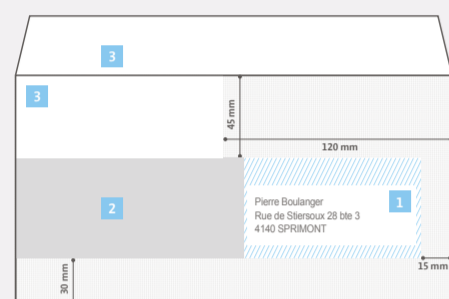 3
3
45 mm
120 mm
1
2
Pierre Boulanger
Rue de Stiersoux 28 bte 3
4140 SPRIMONT
15 mm
30 mm